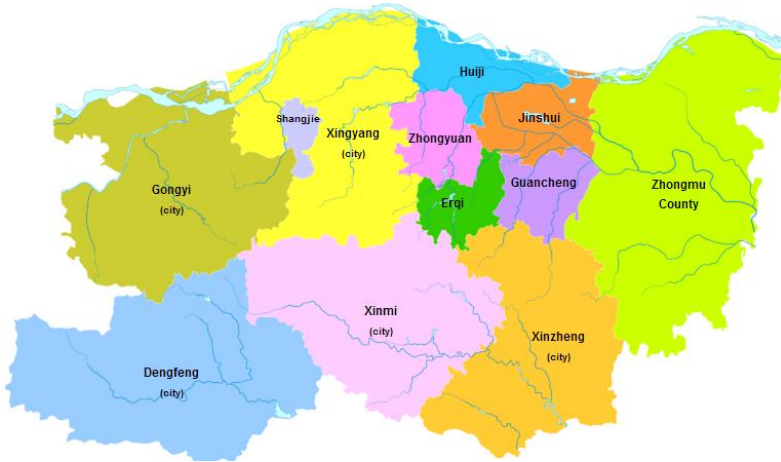 Huiji
Shangjie
Xingyang
(city)
Zhongyuan
Jinshui
Gongyi
(city)
Erqi
Guancheng
Zhongmu
County
Xinmi
(city)
Xinzheng
(city)
Dengfeng
(city)